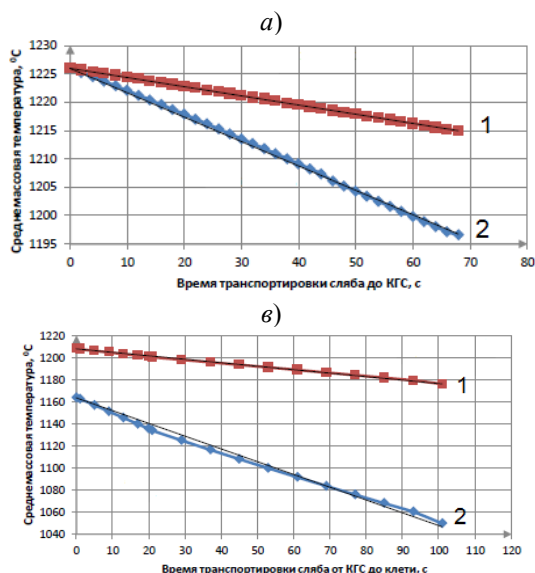 а)
Среднемассовая температура, ⁰С
1230
1225
1220
1215
1210
1205
1200
1195
1
2
0 10 20 30 40 50 60 70 80
Время транспортировки сляба до КГС, с
в)
Среднемассовая температура, ⁰С
1220
1200
1180
1160
1140
1120
1100
1080
1060
1040
1
2
0 10 20 30 40 50 60 70 80 90 100 110 120
Время транспортировки сляба от КГС до клети, с